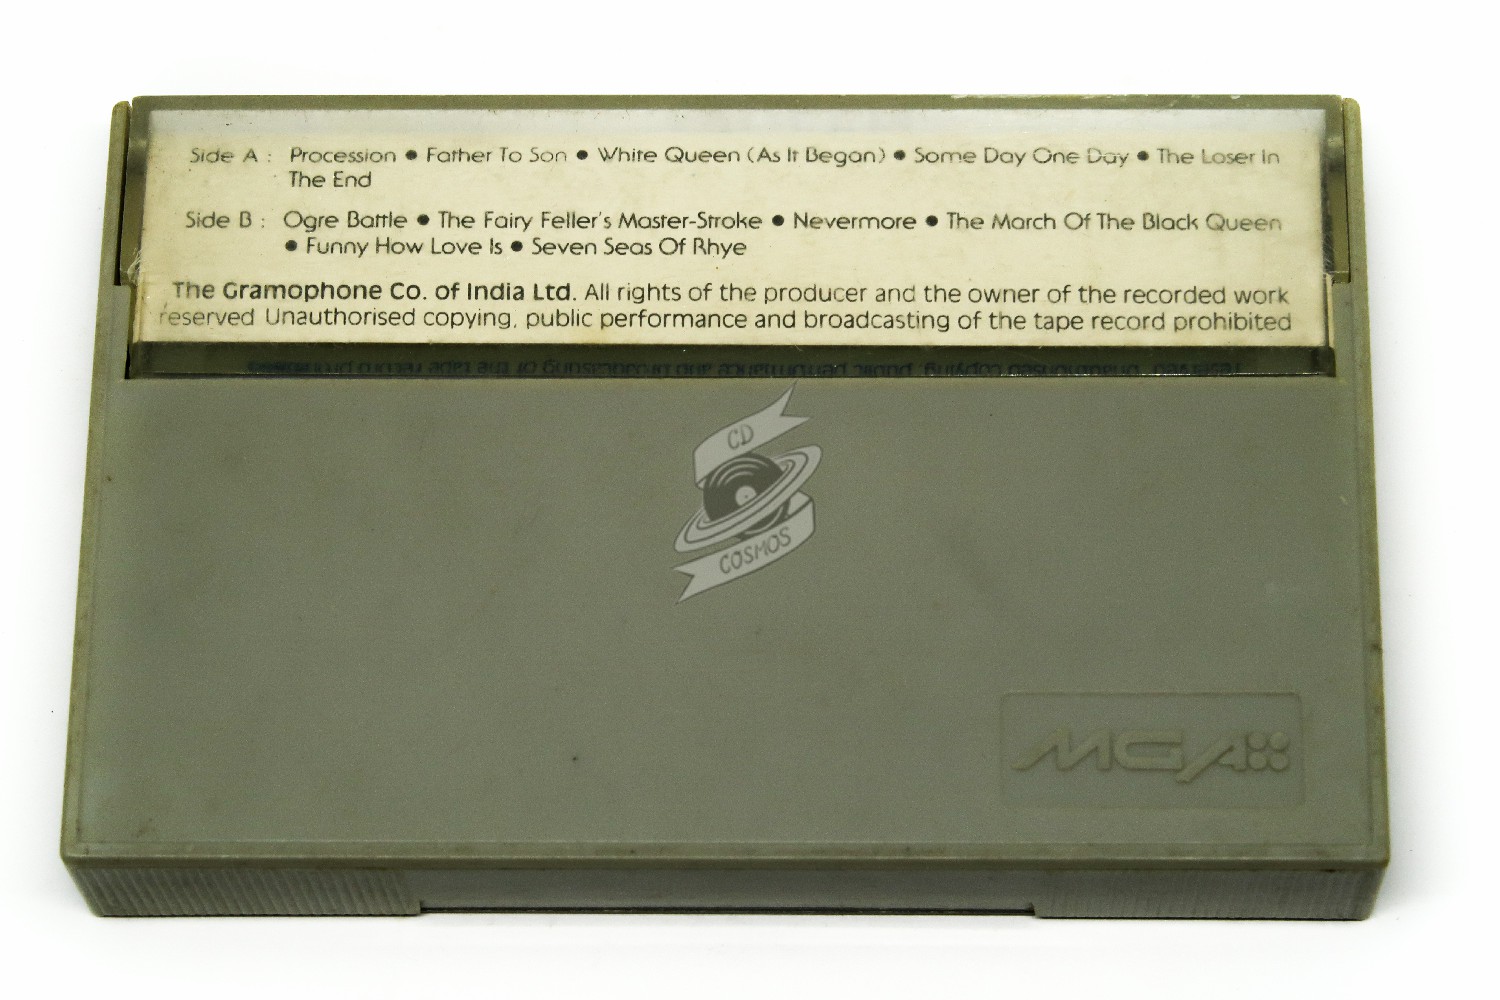 Side A : Procession ● Father To Son ● White Queen (As It Began) ● Some Day One Day ● The Loser In
The End
Side B : Ogre Battle ● The Fairy Feller's Master-Stroke ● Nevermore ● The March Of The Black Queen
● Funny How Love Is ● Seven Seas Of Rhye
The Gramophone Co. of India Ltd. All rights of the producer and the owner of the recorded work
reserved Unauthorised copying, public performance and broadcasting of the tape record prohibited
CD
COSMOS
MGA